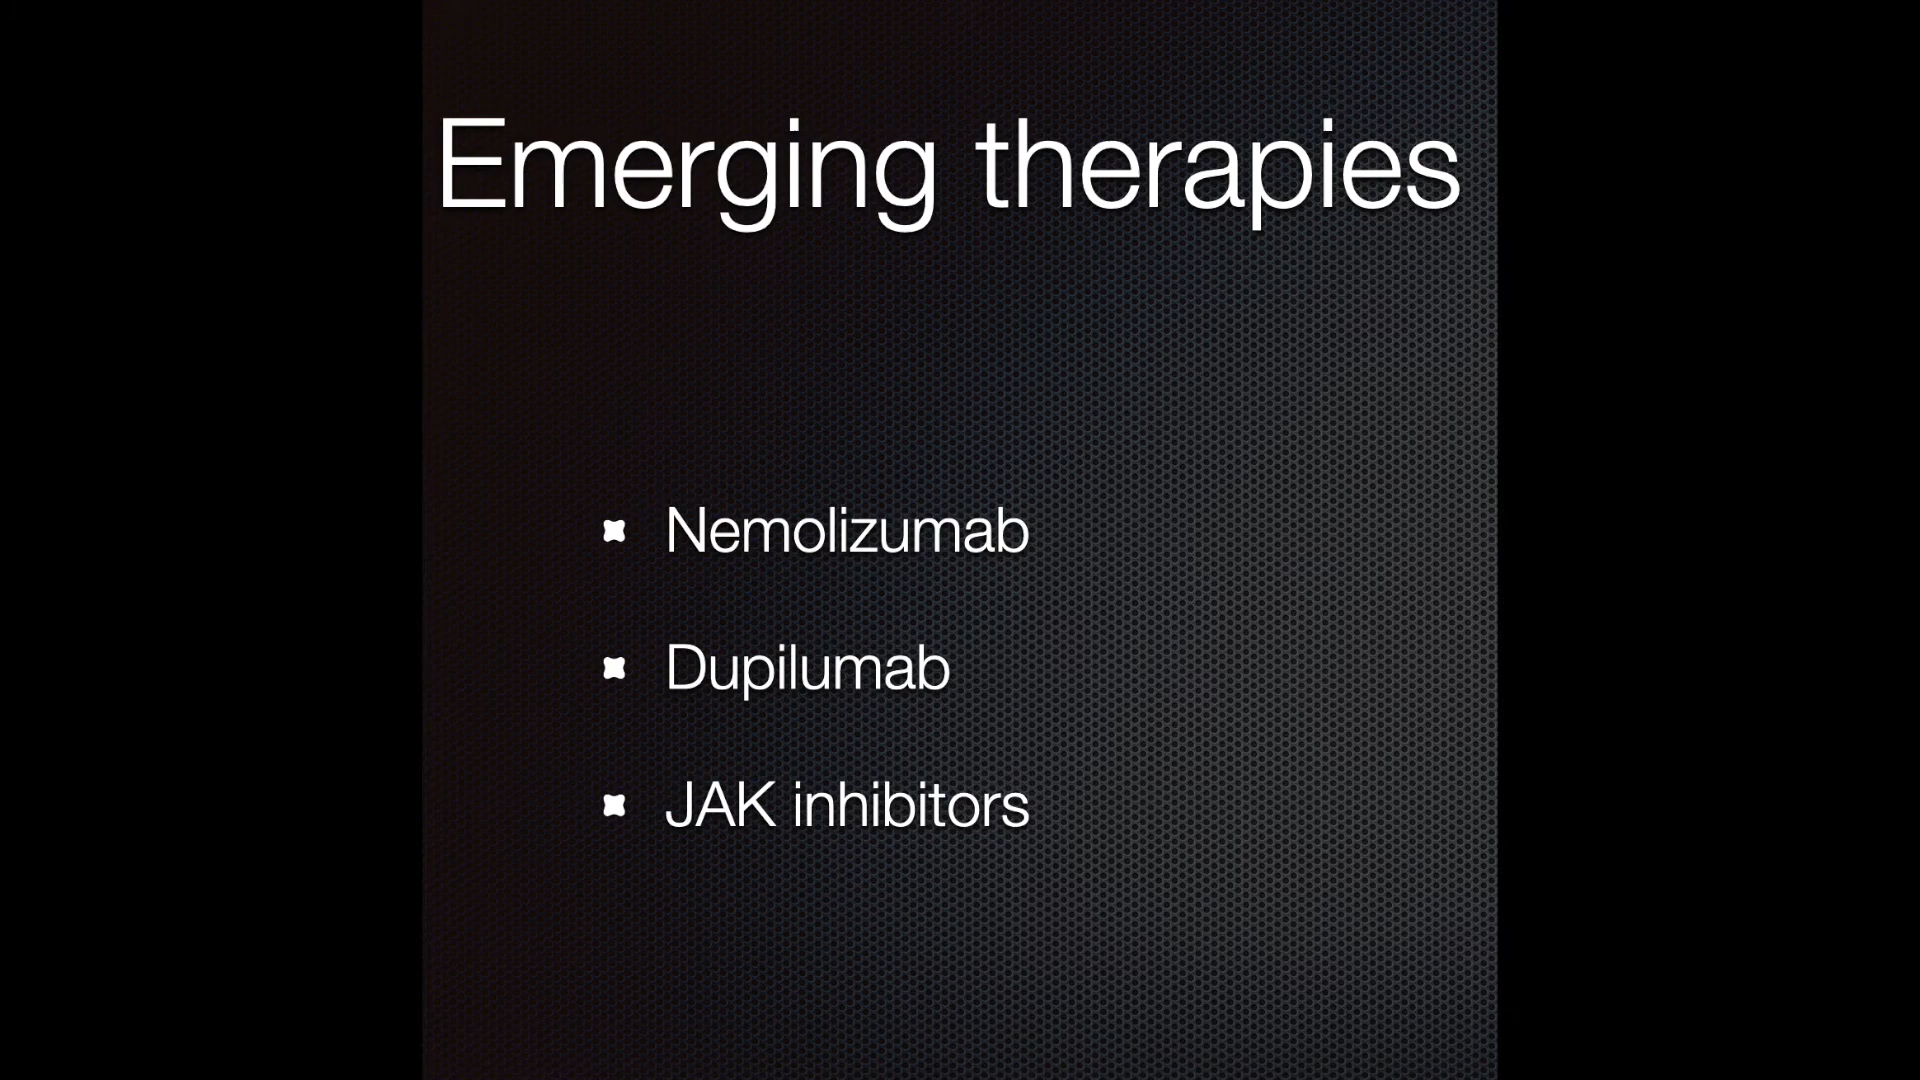 Emerging therapies
Nemolizumab
Dupilumab
JAK inhibitors